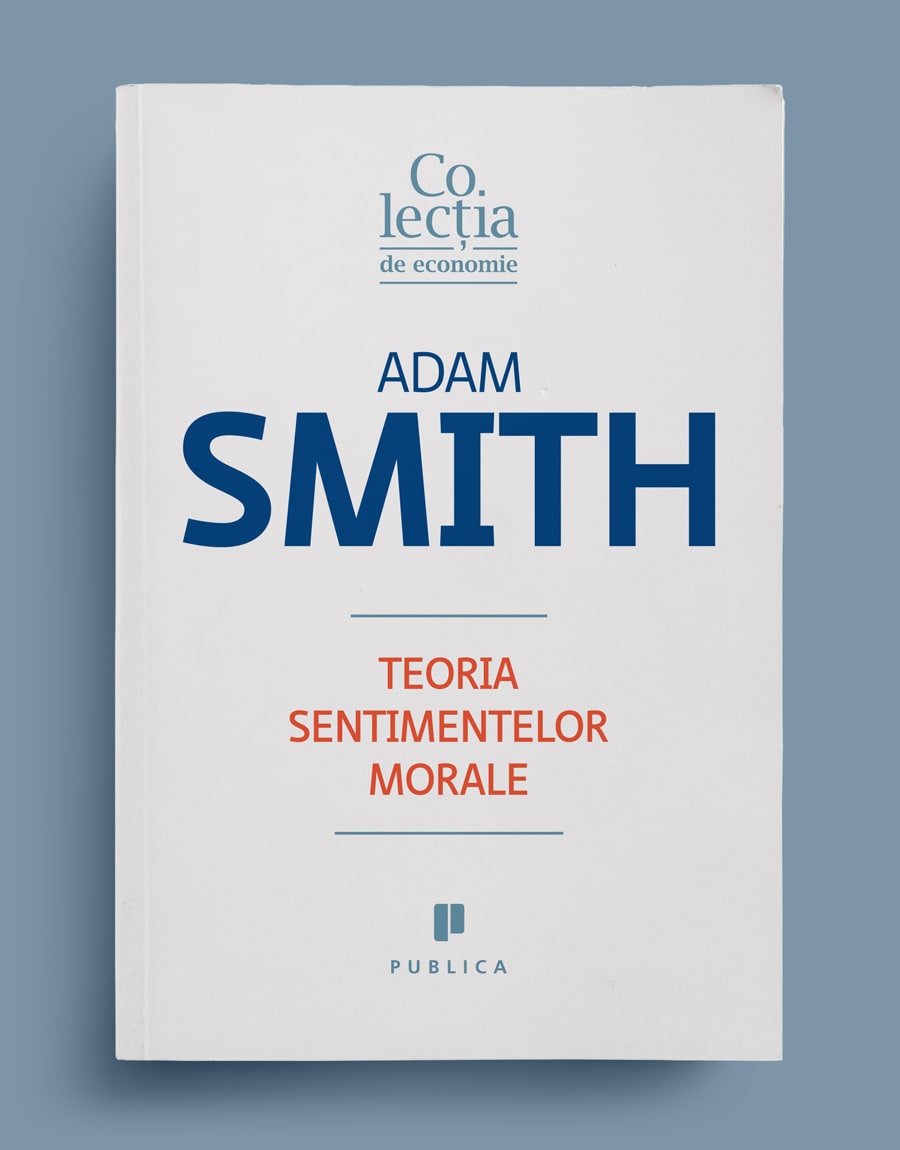 Co.
lecția
de economie
ADAM
SMITH
TEORIA
SENTIMENTELOR
MORALE
PUBLICA